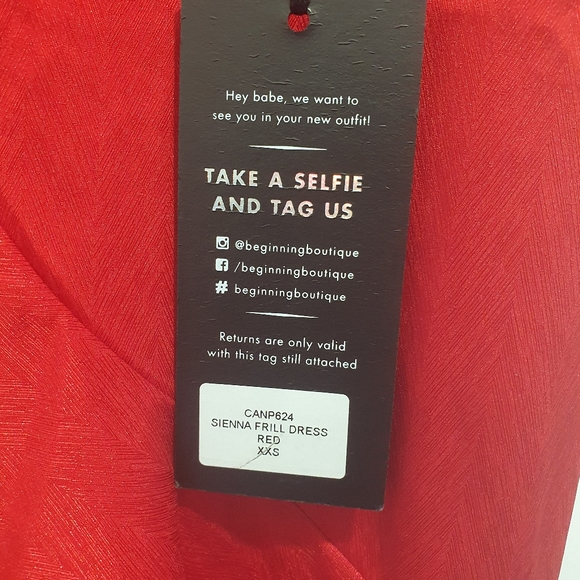 Hey babe, we want to
see you in your new outfit!
TAKE A SELFIE
AND TAG US
@beginningboutique
/beginningboutique
# beginningboutique
Returns are only valid
with this tag still attached
CANP624
SIENNA FRILL DRESS
RED
XXS